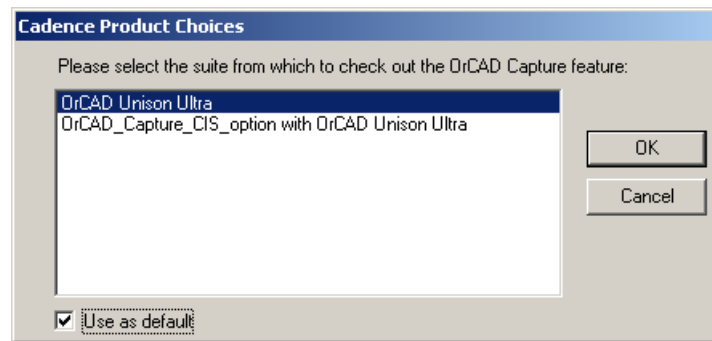 Cadence Product Choices
Please select the suite from which to check out the OrCAD Capture feature:
OrCAD Unison Ultra
OrCAD_Capture_CIS_option with OrCAD Unison Ultra
OK
Cancel
Use as default